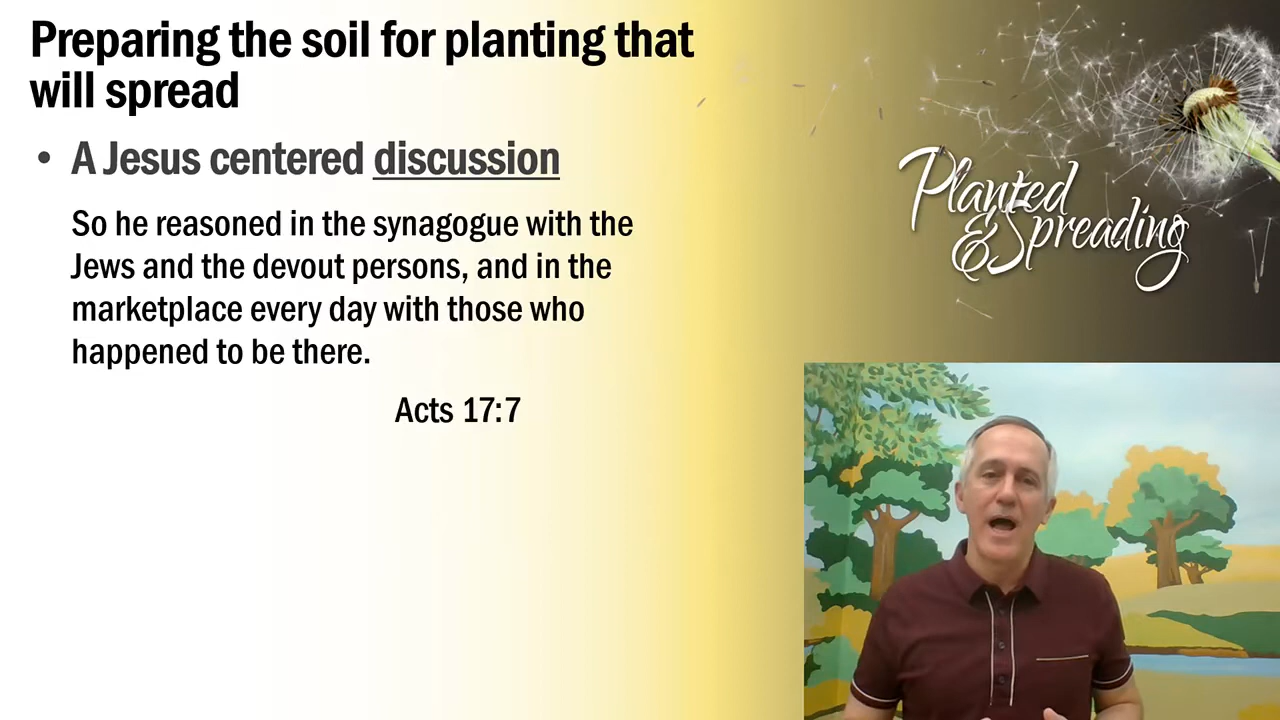 Preparing the soil for planting that
will spread
• A Jesus centered discussion
So he reasoned in the synagogue with the
Jews and the devout persons, and in the
marketplace every day with those who
happened to be there.
Acts 17:7
Planted
& Spreading